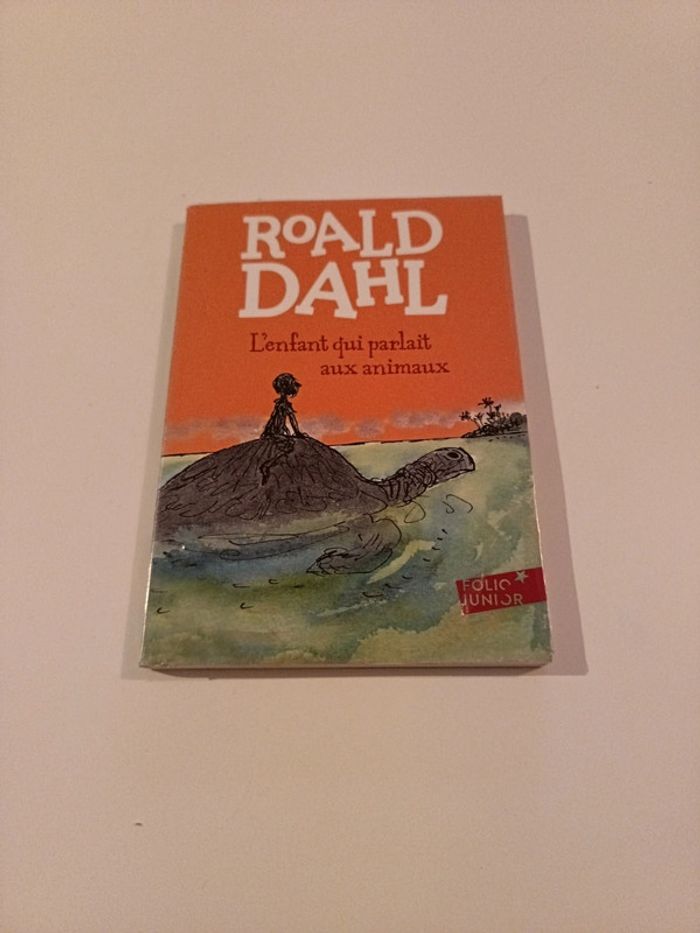 ROALD
DAHL
L'enfant qui parlait
aux animaux
FOLIO
JUNIOR